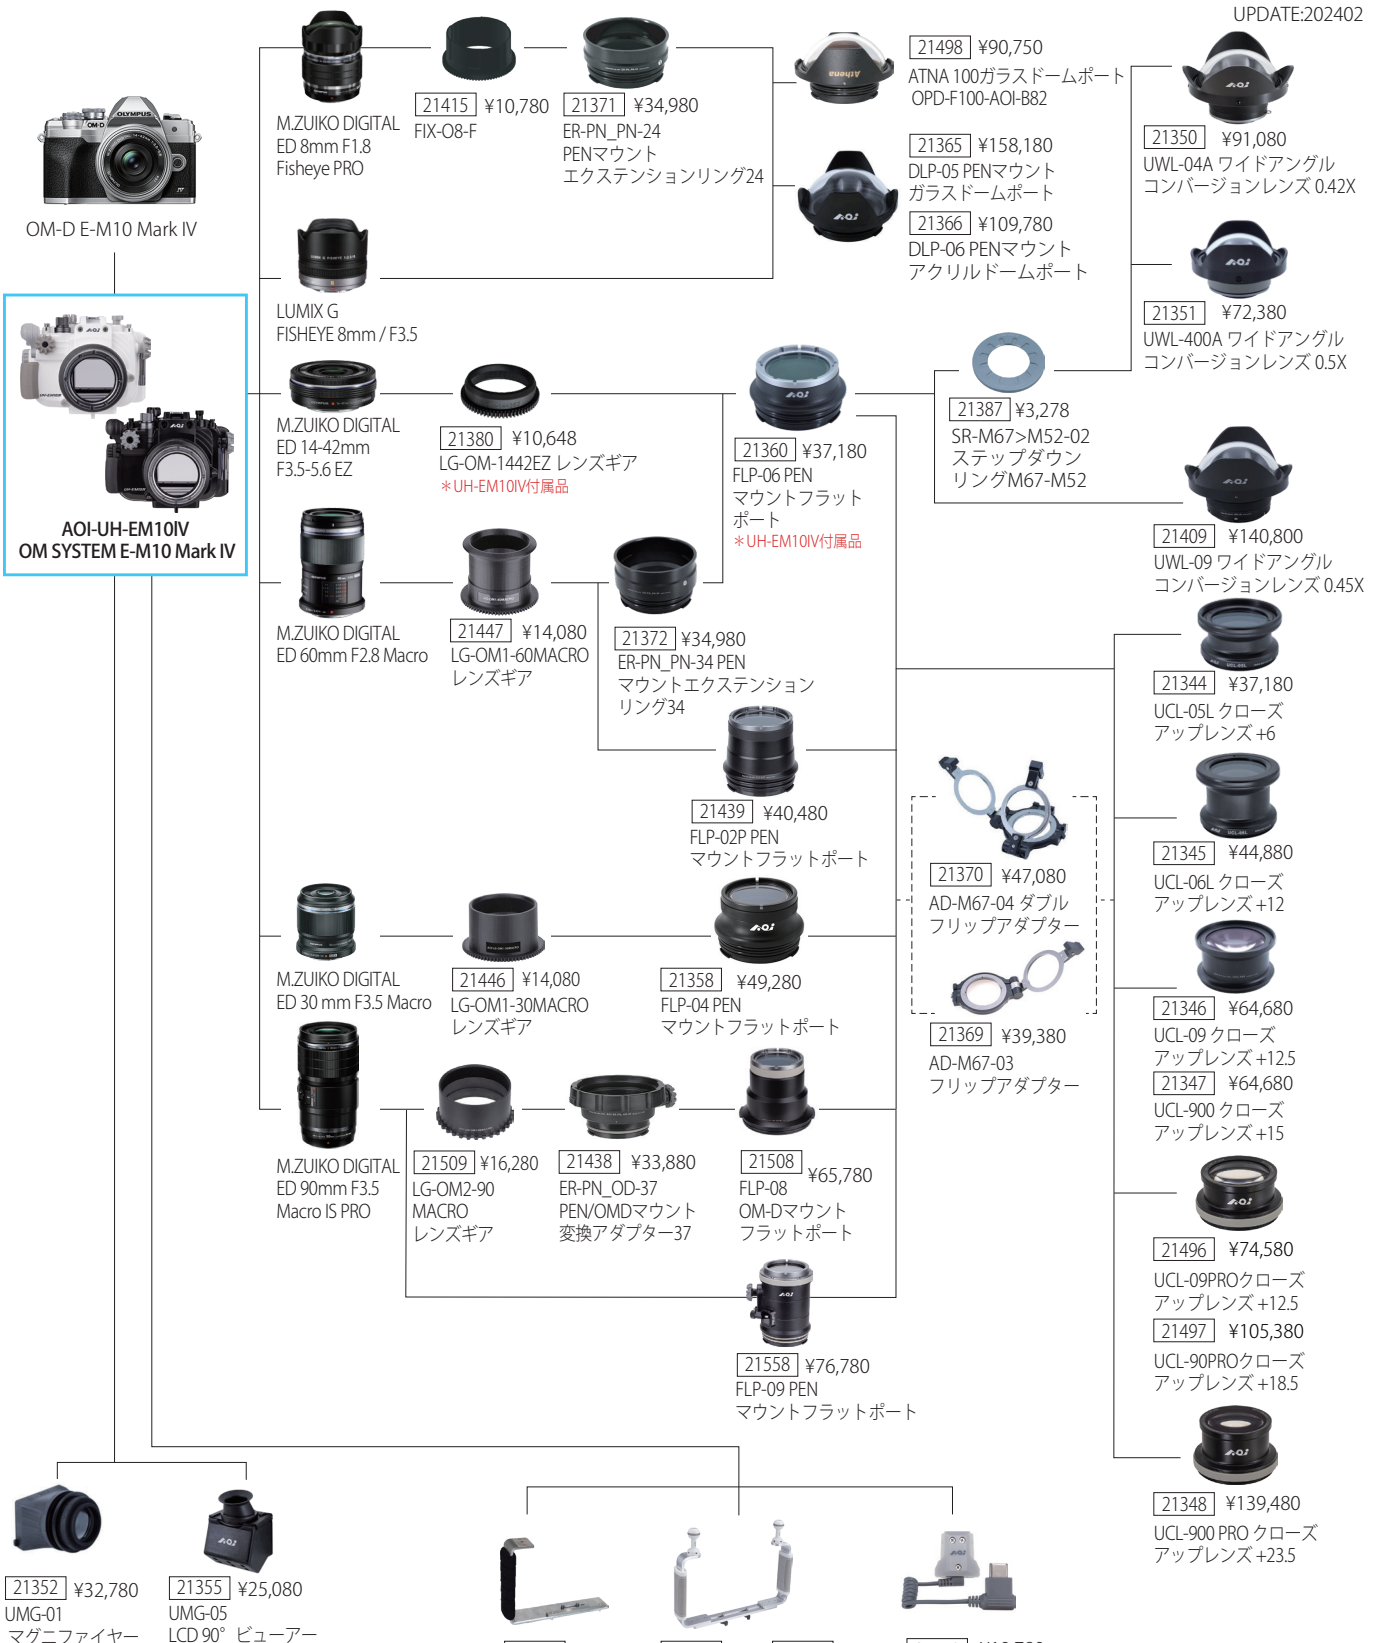 UPDATE:202402
OM-D E-M10 Mark IV
AOI-UH-EM10IV
OM SYSTEM E-M10 Mark IV
M.ZUIKO DIGITAL
ED 8mm F1.8
Fisheye PRO
21415 ¥10,780
FIX-O8-F
21371 ¥34,980
ER-PN_PN-24
PENマウント
エクステンションリング24
21498 ¥90,750
ATNA 100ガラスドームポート
OPD-F100-AOI-B82
21365 ¥158,180
DLP-05 PENマウント
ガラスドームポート
21366 ¥109,780
DLP-06 PENマウント
アクリルドームポート
21350 ¥91,080
UWL-04A ワイドアングル
コンバージョンレンズ 0.42X
21351 ¥72,380
UWL-400A ワイドアングル
コンバージョンレンズ 0.5X
LUMIX G
FISHEYE 8mm / F3.5
M.ZUIKO DIGITAL
ED 14-42mm
F3.5-5.6 EZ
21380 ¥10,648
LG-OM-1442EZ レンズギア
＊UH-EM10IV付属品
21360 ¥37,180
FLP-06 PEN
マウントフラット
ポート
＊UH-EM10IV付属品
21387 ¥3,278
SR-M67>M52-02
ステップダウン
リングM67-M52
21409 ¥140,800
UWL-09 ワイドアングル
コンバージョンレンズ 0.45X
M.ZUIKO DIGITAL
ED 60mm F2.8 Macro
21447 ¥14,080
LG-OM1-60MACRO
レンズギア
21372 ¥34,980
ER-PN_PN-34 PEN
マウントエクステンション
リング34
21439 ¥40,480
FLP-02P PEN
マウントフラットポート
21344 ¥37,180
UCL-05L クローズ
アップレンズ +6
21345 ¥44,880
UCL-06L クローズ
アップレンズ +12
21370 ¥47,080
AD-M67-04 ダブル
フリップアダプター
21369 ¥39,380
AD-M67-03
フリップアダプター
M.ZUIKO DIGITAL
ED 30 mm F3.5 Macro
21446 ¥14,080
LG-OM1-30MACRO
レンズギア
21358 ¥49,280
FLP-04 PEN
マウントフラットポート
21346 ¥64,680
UCL-09 クローズ
アップレンズ +12.5
21347 ¥64,680
UCL-900 クローズ
アップレンズ +15
M.ZUIKO DIGITAL
ED 90mm F3.5
Macro IS PRO
21509 ¥16,280
LG-OM2-90
MACRO
レンズギア
21438 ¥33,880
ER-PN_OD-37
PEN/OMDマウント
変換アダプター37
21508 ¥65,780
FLP-08
OM-Dマウント
フラットポート
21558 ¥76,780
FLP-09 PEN
マウントフラットポート
21496 ¥74,580
UCL-09PROクローズ
アップレンズ +12.5
21497 ¥105,380
UCL-90PROクローズ
アップレンズ +18.5
21348 ¥139,480
UCL-900 PRO クローズ
アップレンズ +23.5
21352 ¥32,780
UMG-01
マグニファイヤー
21355 ¥25,080
UMG-05
LCD 90° ビューアー